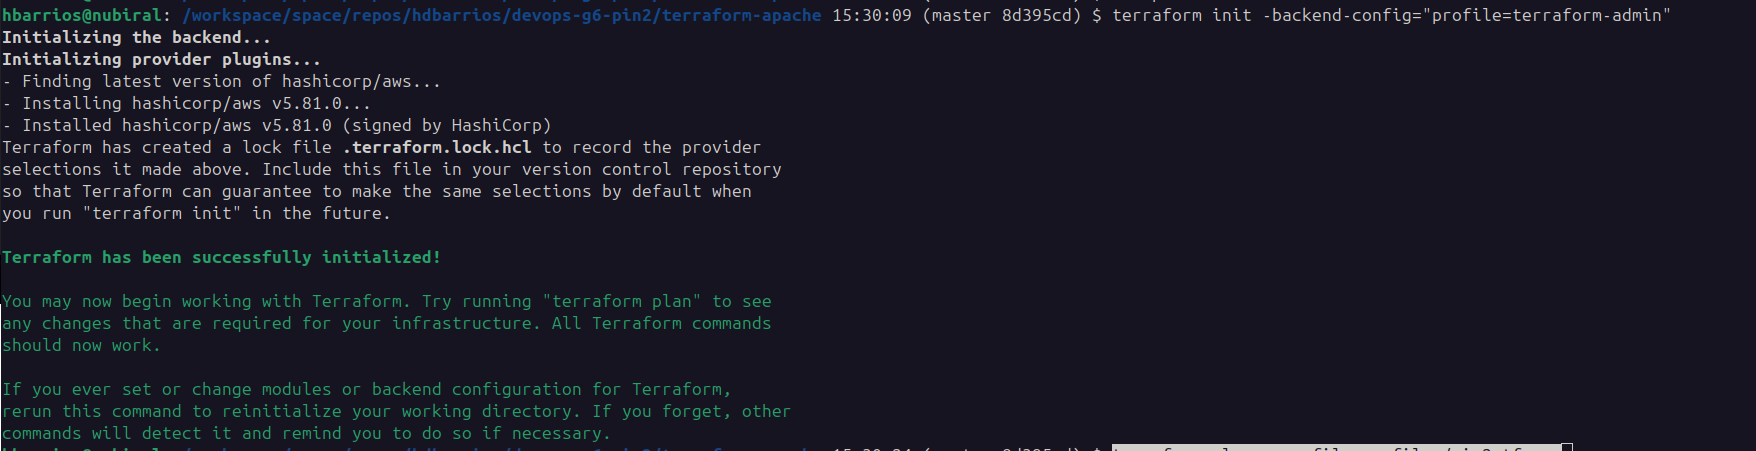 hbarrios@nubiral: /workspace/space/repos/hdbarrios/devops-g6-pin2/terraform-apache 15:30:09 (master 8d395cd) $ terraform init -backend-config="profile=terraform-admin"
Initializing the backend...
Initializing provider plugins...
- Finding latest version of hashicorp/aws...
- Installing hashicorp/aws v5.81.0...
- Installed hashicorp/aws v5.81.0 (signed by HashiCorp)
Terraform has created a lock file .terraform.lock.hcl to record the provider
selections it made above. Include this file in your version control repository
so that Terraform can guarantee to make the same selections by default when
you run "terraform init" in the future.
Terraform has been successfully initialized!
You may now begin working with Terraform. Try running "terraform plan" to see
any changes that are required for your infrastructure. All Terraform commands
should now work.
If you ever set or change modules or backend configuration for Terraform,
rerun this command to reinitialize your working directory. If you forget, other
commands will detect it and remind you to do so if necessary.